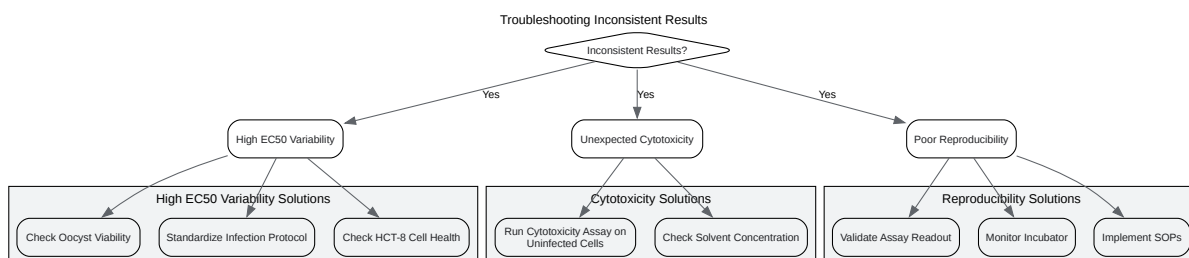 Troubleshooting Inconsistent Results
Inconsistent Results?
Yes
Yes
Yes
High EC50 Variability
Unexpected Cytotoxicity
Poor Reproducibility
High EC50 Variability Solutions
Cytotoxicity Solutions
Reproducibility Solutions
Check Oocyst Viability
Standardize Infection Protocol
Check HCT-8 Cell Health
Run Cytotoxicity Assay on
Uninfected Cells
Check Solvent Concentration
Validate Assay Readout
Monitor Incubator
Implement SOPs